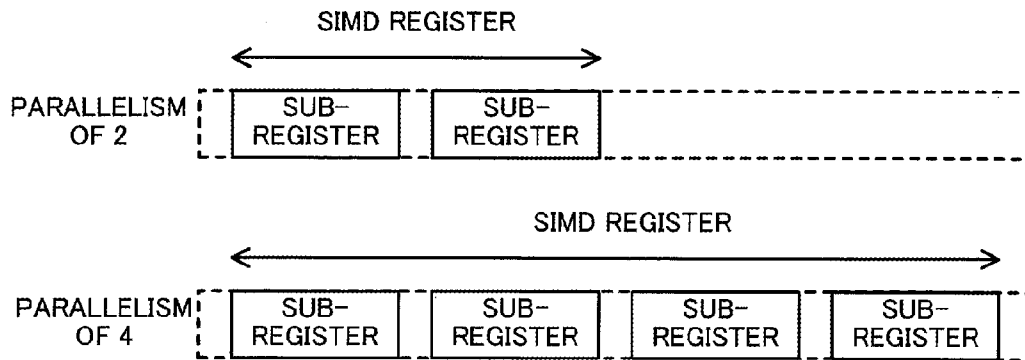 SIMD REGISTER
PARALLELISM OF 2
SUB-REGISTER
SUB-REGISTER
SIMD REGISTER
PARALLELISM OF 4
SUB-REGISTER
SUB-REGISTER
SUB-REGISTER
SUB-REGISTER